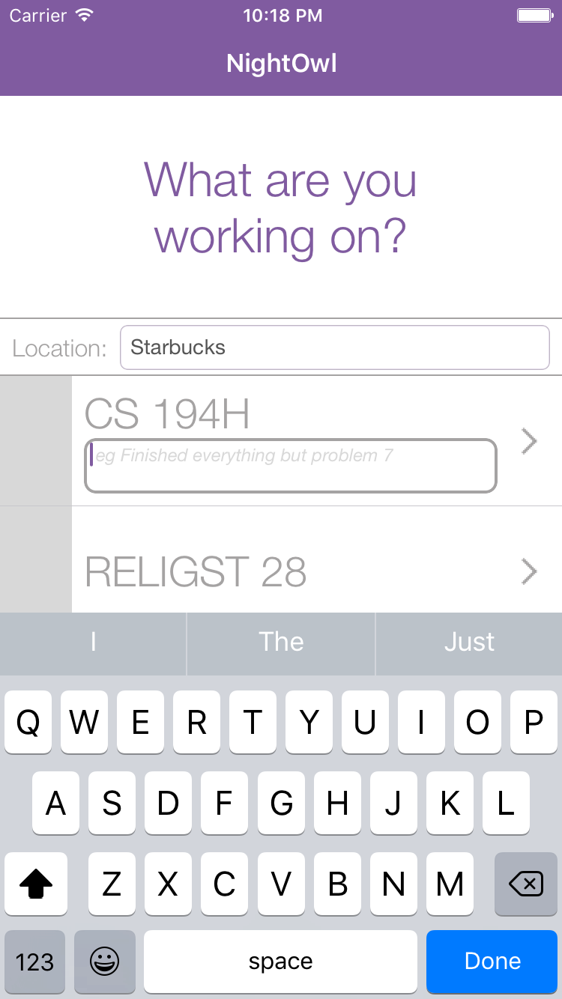 Carrier 10:18 PM
NightOwl
What are you
working on?
Location: Starbucks
CS 194H
eg Finished everything but problem 7
RELIGST 28
I The Just
Q W E R T Y U I O P
A S D F G H J K L
Z X C V B N M
123 space Done